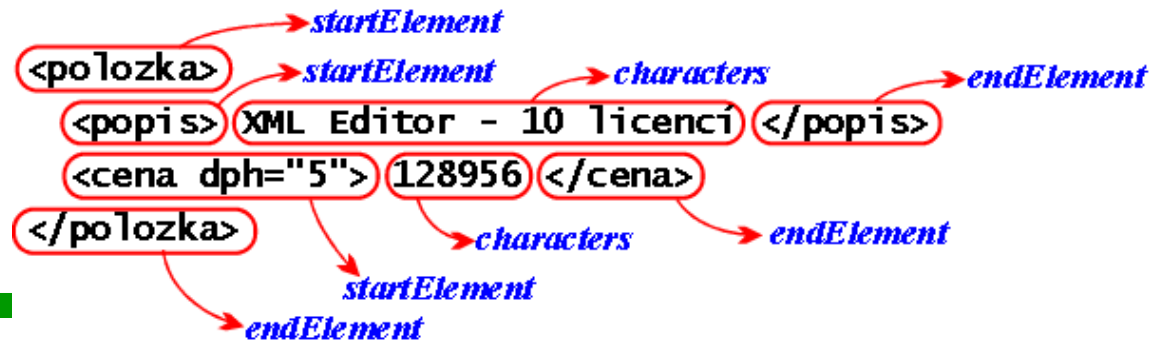 startElement
<polozka> startElement characters endElement
<popis> XML Editor - 10 licencí </popis>
<cena dph="5"> 128956 </cena>
</polozka> characters endElement
startElement
endElement